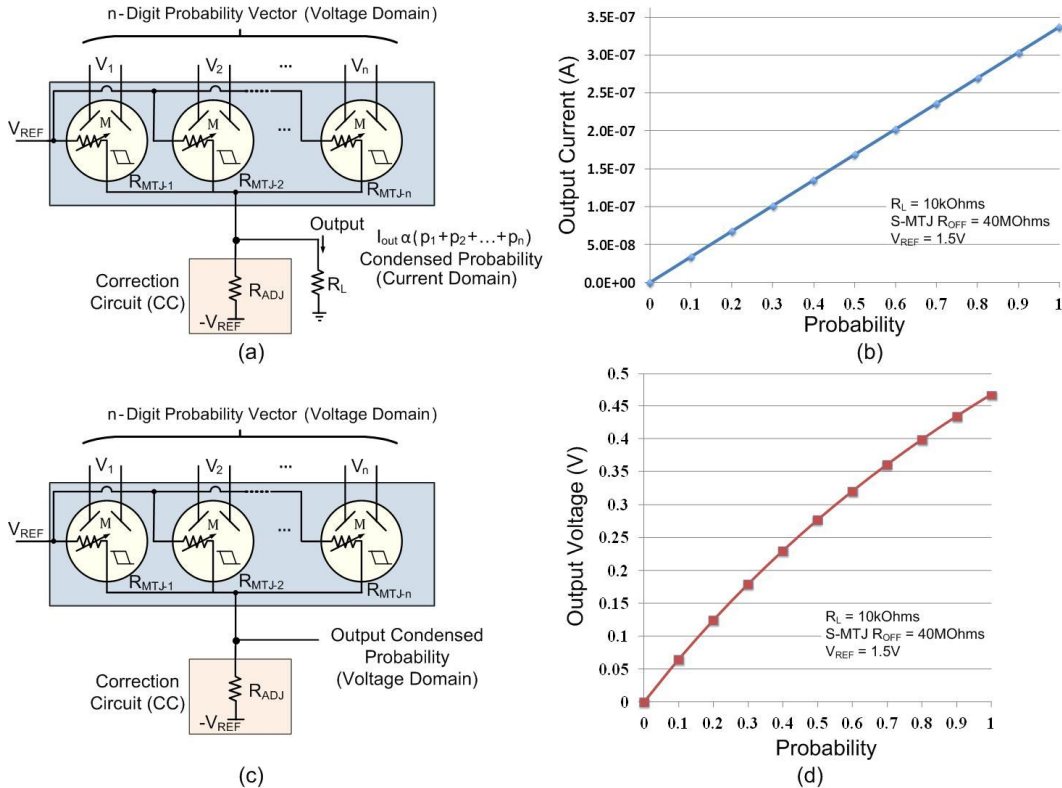 n-Digit Probability Vector (Voltage Domain)
V1 V2 ... Vn
VREF
M M M
...
RMTJ-1 RMTJ-2 RMTJ-n
Output
Iout α(p1+p2+...+pn)
Condensed Probability
(Current Domain)
Correction
Circuit (CC)
RADJ
RL
-VREF
(a)
Output Current (A)
3.5E-07
3.0E-07
2.5E-07
2.0E-07
1.5E-07
1.0E-07
5.0E-08
0.0E+00
RL = 10kOhms
S-MTJ ROFF = 40MOhms
VREF = 1.5V
0 0.1 0.2 0.3 0.4 0.5 0.6 0.7 0.8 0.9 1
Probability
(b)
n-Digit Probability Vector (Voltage Domain)
V1 V2 ... Vn
VREF
M M M
...
RMTJ-1 RMTJ-2 RMTJ-n
Output Condensed
Probability
(Voltage Domain)
Correction
Circuit (CC)
RADJ
-VREF
(c)
Output Voltage (V)
0.5
0.45
0.4
0.35
0.3
0.25
0.2
0.15
0.1
0.05
0
RL = 10kOhms
S-MTJ ROFF = 40MOhms
VREF = 1.5V
0 0.1 0.2 0.3 0.4 0.5 0.6 0.7 0.8 0.9 1
Probability
(d)